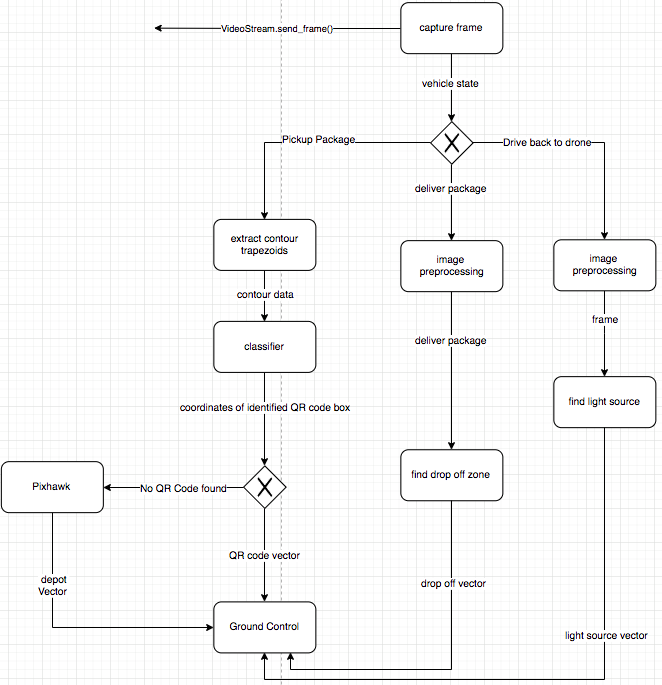 VideoStream.send_frame()
capture frame
vehicle state
Pickup Package
X
Drive back to drone
deliver package
extract contour
trapezoids
image
preprocessing
image
preprocessing
contour data
frame
classifier
deliver package
find light source
coordinates of identified QR code box
find drop off zone
Pixhawk
No QR Code found
X
QR code vector
depot
Vector
drop off vector
Ground Control
light source vector